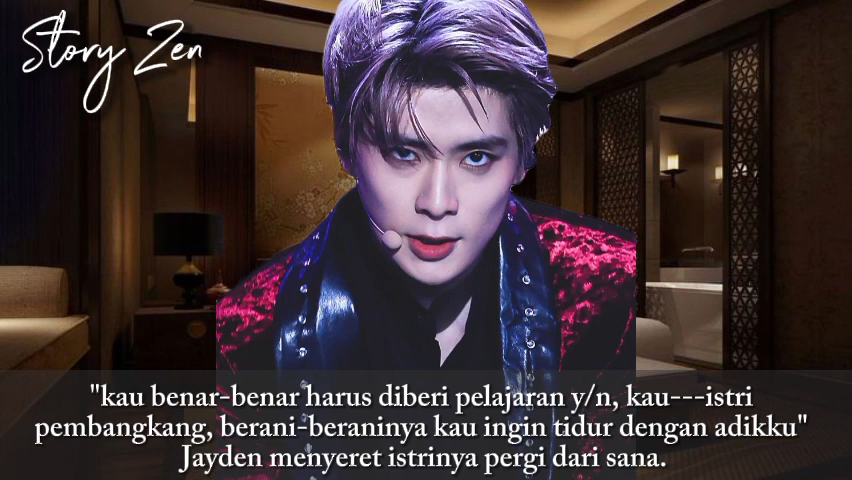 Story Zen
"kau benar-benar harus diberi pelajaran y/n, kau---istri
pembangkang, berani-beraninya kau ingin tidur dengan adikku"
Jayden menyeret istrinya pergi dari sana.